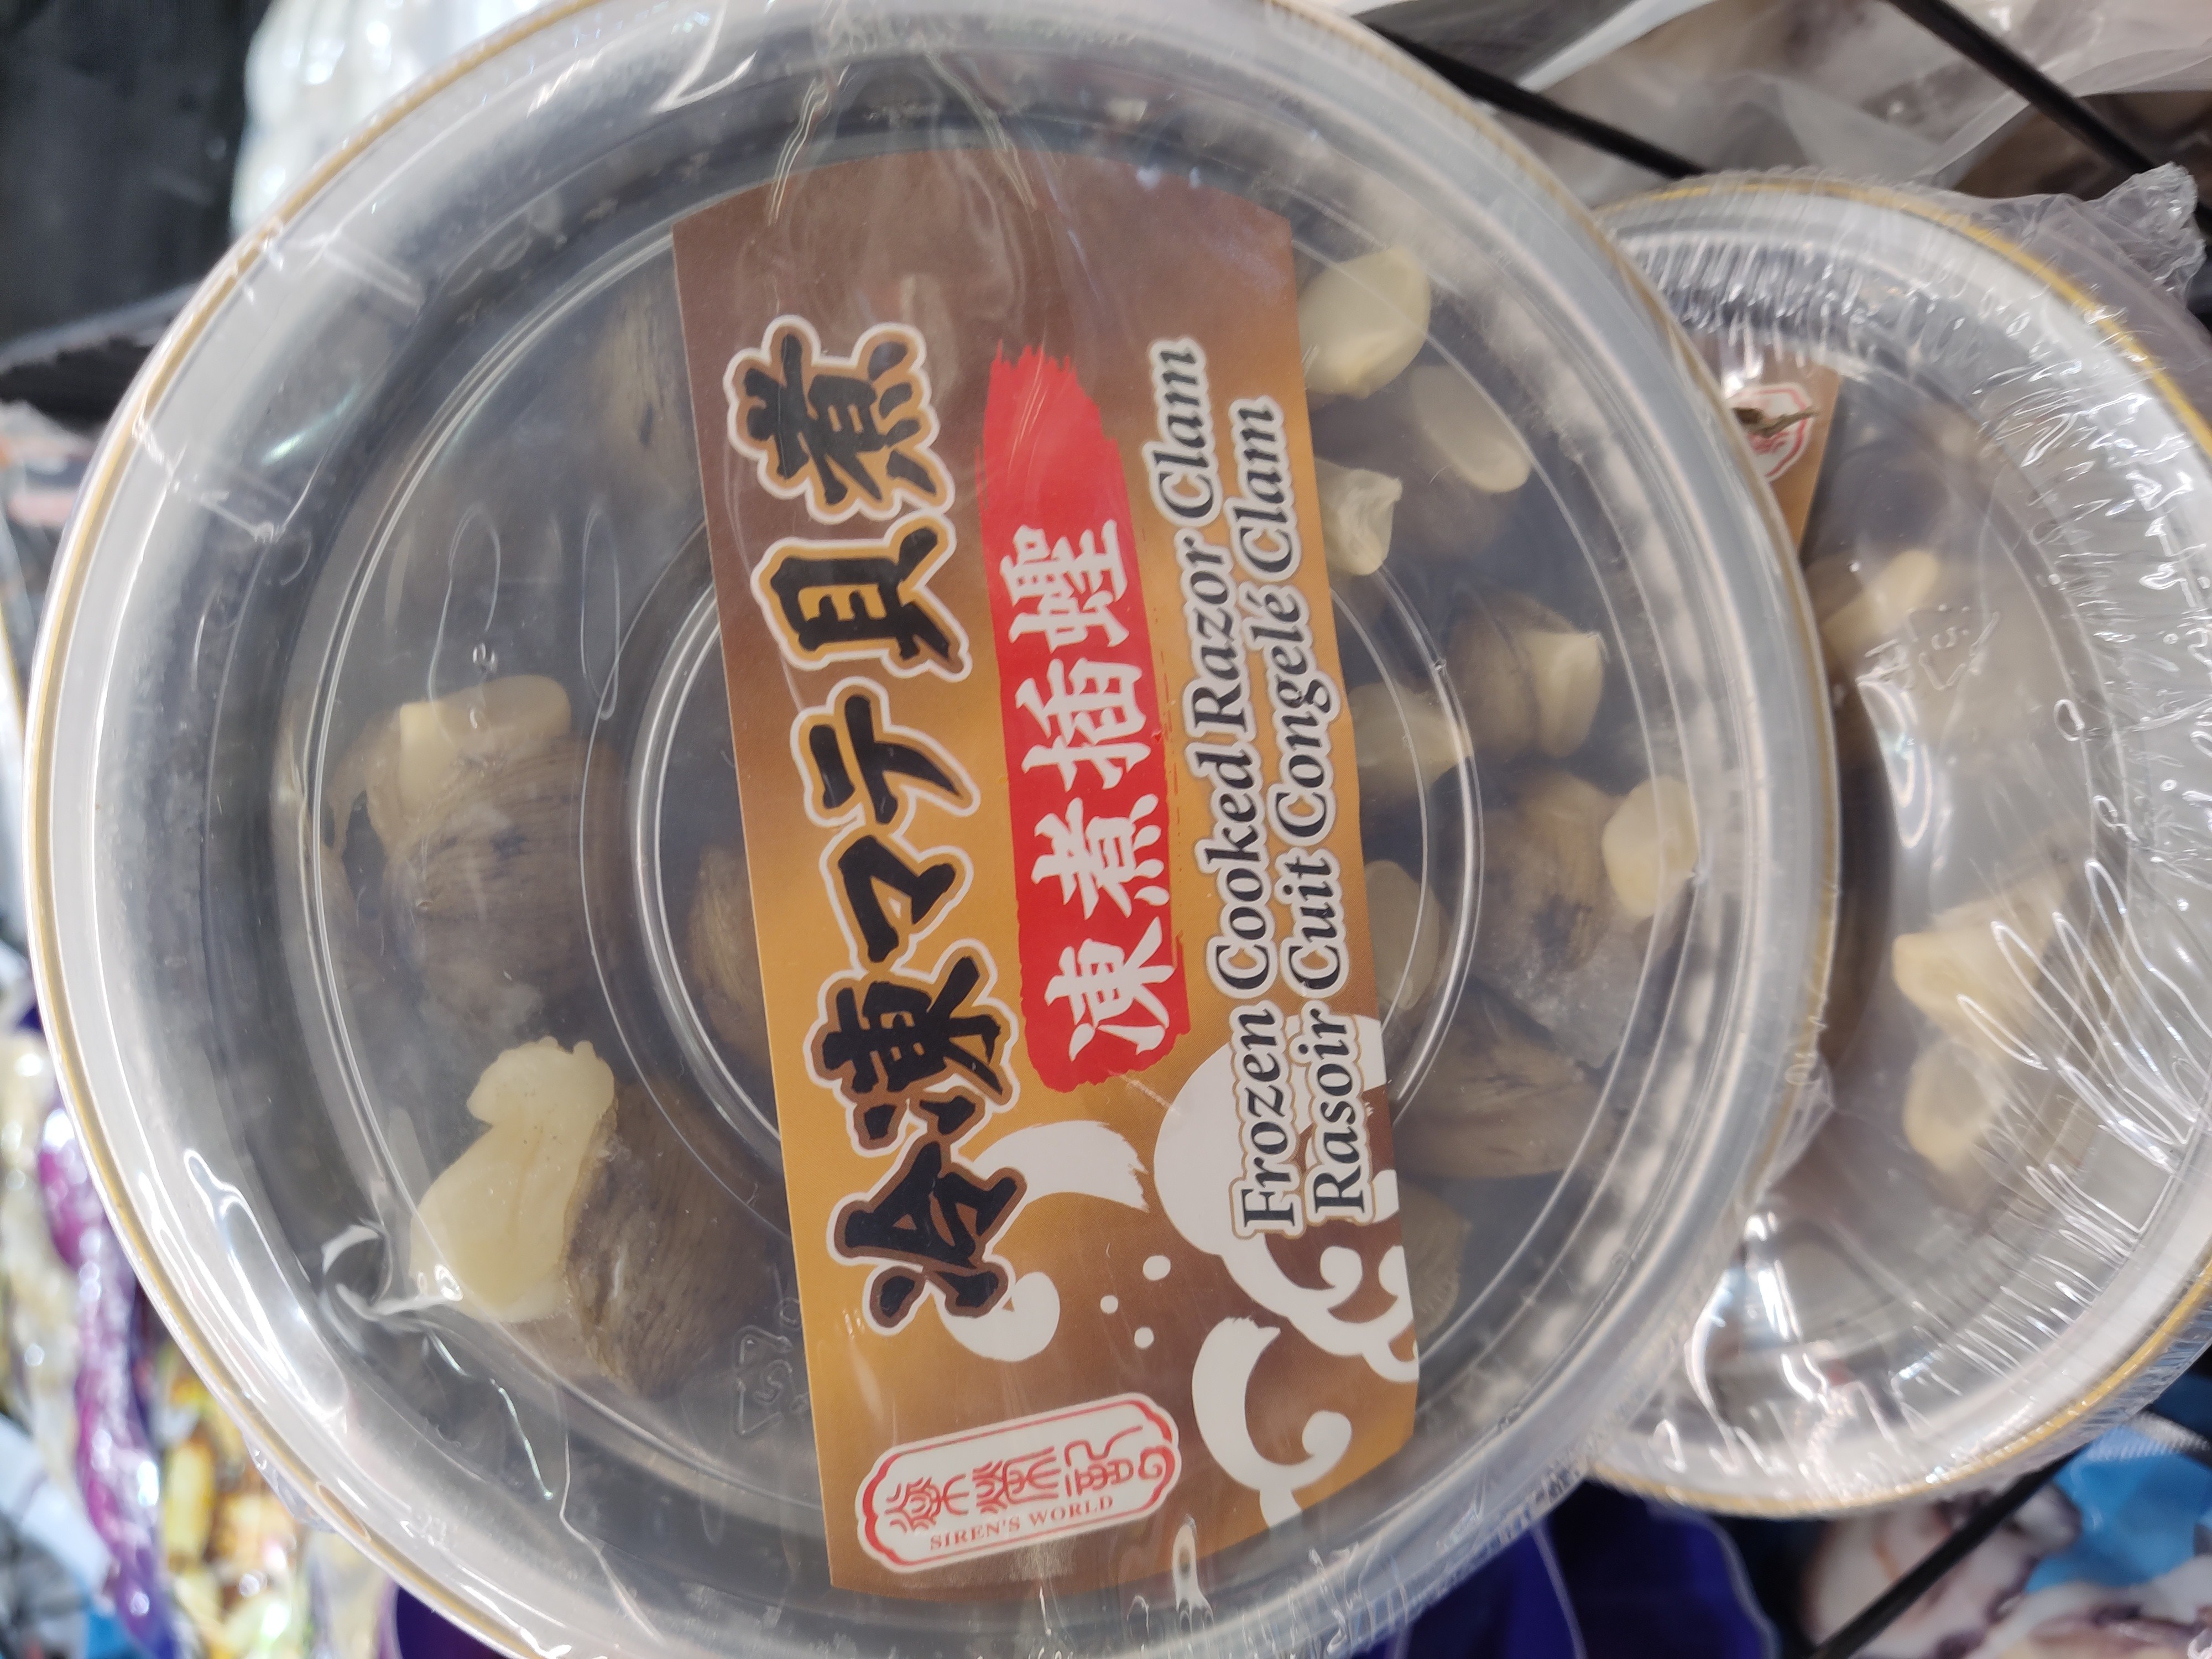 冷凍マテ貝煮
凍煮插蟶
Frozen Cooked Razor Clam
Rasoir Cuit Congelé Clam
SIREN'S WORLD